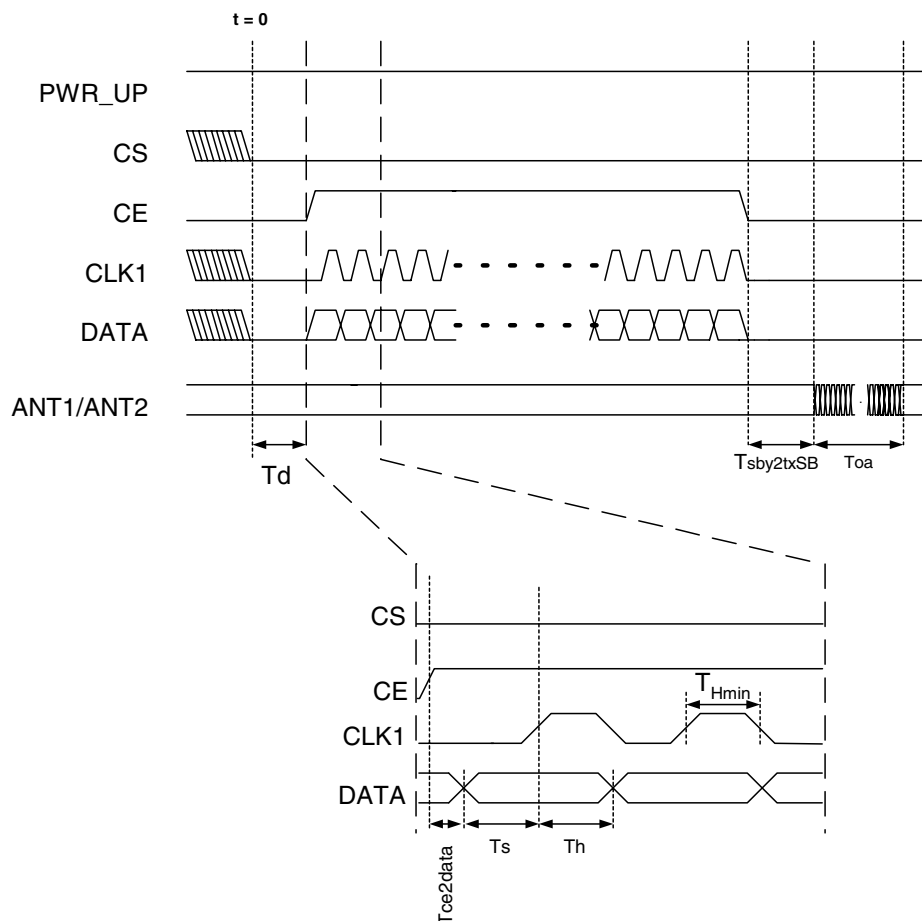 t = 0
PWR_UP
CS
CE
CLK1
DATA
ANT1/ANT2
Td
Tsby2txSB
Toa
CS
CE
THmin
CLK1
DATA
Tce2data
Ts
Th